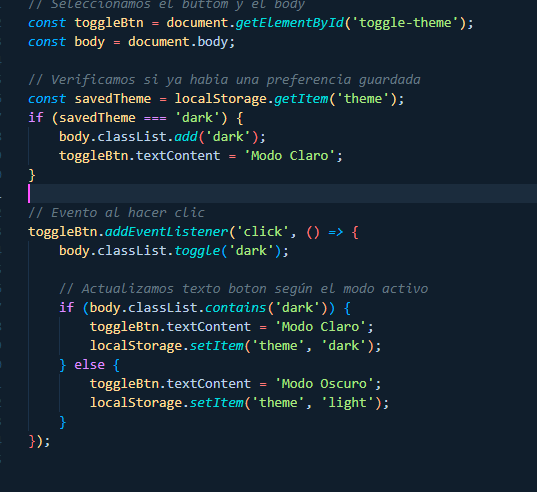 // Seleccionamos el buttom y el body
const toggleBtn = document.getElementById('toggle-theme');
const body = document.body;
// Verificamos si ya habia una preferencia guardada
const savedTheme = localStorage.getItem('theme');
if (savedTheme === 'dark') {
    body.classList.add('dark');
    toggleBtn.textContent = 'Modo Claro';
}
// Evento al hacer clic
toggleBtn.addEventListener('click', () => {
    body.classList.toggle('dark');
    // Actualizamos texto boton según el modo activo
    if (body.classList.contains('dark')) {
        toggleBtn.textContent = 'Modo Claro';
        localStorage.setItem('theme', 'dark');
    } else {
        toggleBtn.textContent = 'Modo Oscuro';
        localStorage.setItem('theme', 'light');
    }
});